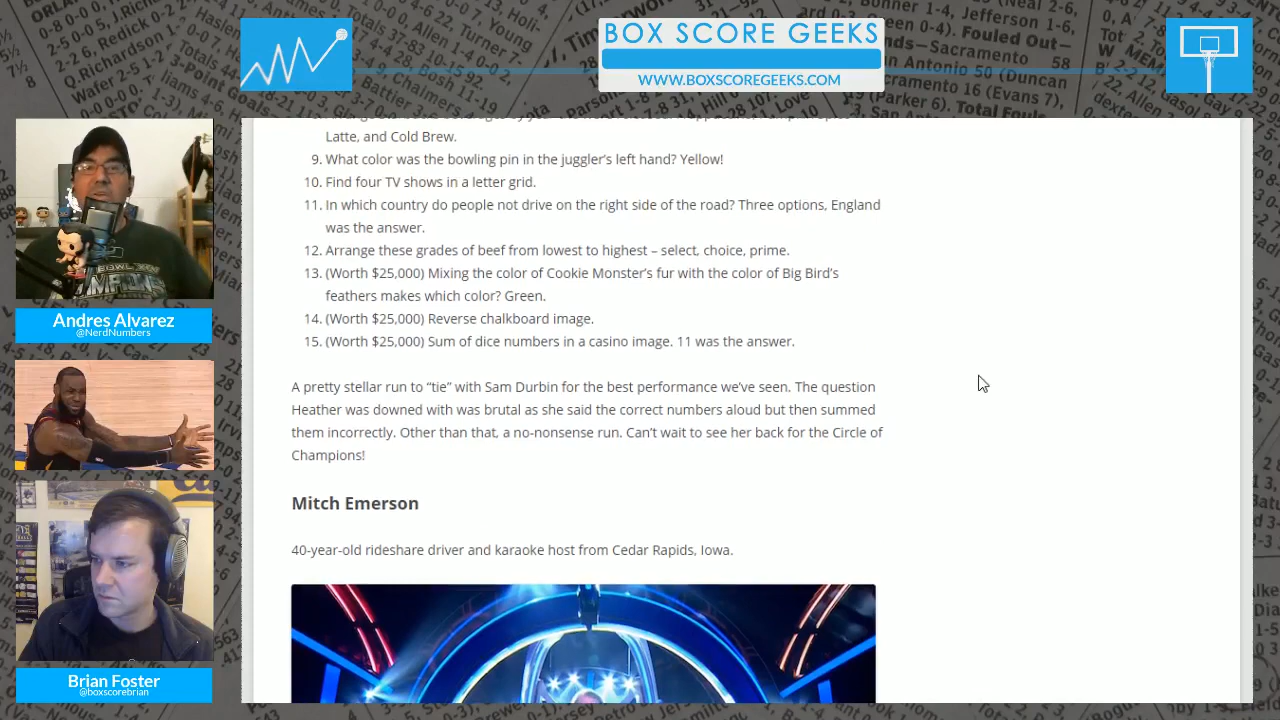 BOX SCORE GEEKS
WWW.BOXSCOREGEEKS.COM
Latte, and Cold Brew.
9. What color was the bowling pin in the juggler’s left hand? Yellow!
10. Find four TV shows in a letter grid.
11. In which country do people not drive on the right side of the road? Three options, England
was the answer.
12. Arrange these grades of beef from lowest to highest – select, choice, prime.
13. (Worth $25,000) Mixing the color of Cookie Monster’s fur with the color of Big Bird’s
feathers makes which color? Green.
14. (Worth $25,000) Reverse chalkboard image.
15. (Worth $25,000) Sum of dice numbers in a casino image. 11 was the answer.
A pretty stellar run to “tie” with Sam Durbin for the best performance we’ve seen. The question
Heather was downed with was brutal as she said the correct numbers aloud but then summed
them incorrectly. Other than that, a no-nonsense run. Can’t wait to see her back for the Circle of
Champions!
Mitch Emerson
40-year-old rideshare driver and karaoke host from Cedar Rapids, Iowa.
Andres Alvarez
@NerdNumbers
Brian Foster
@boxscorebrian